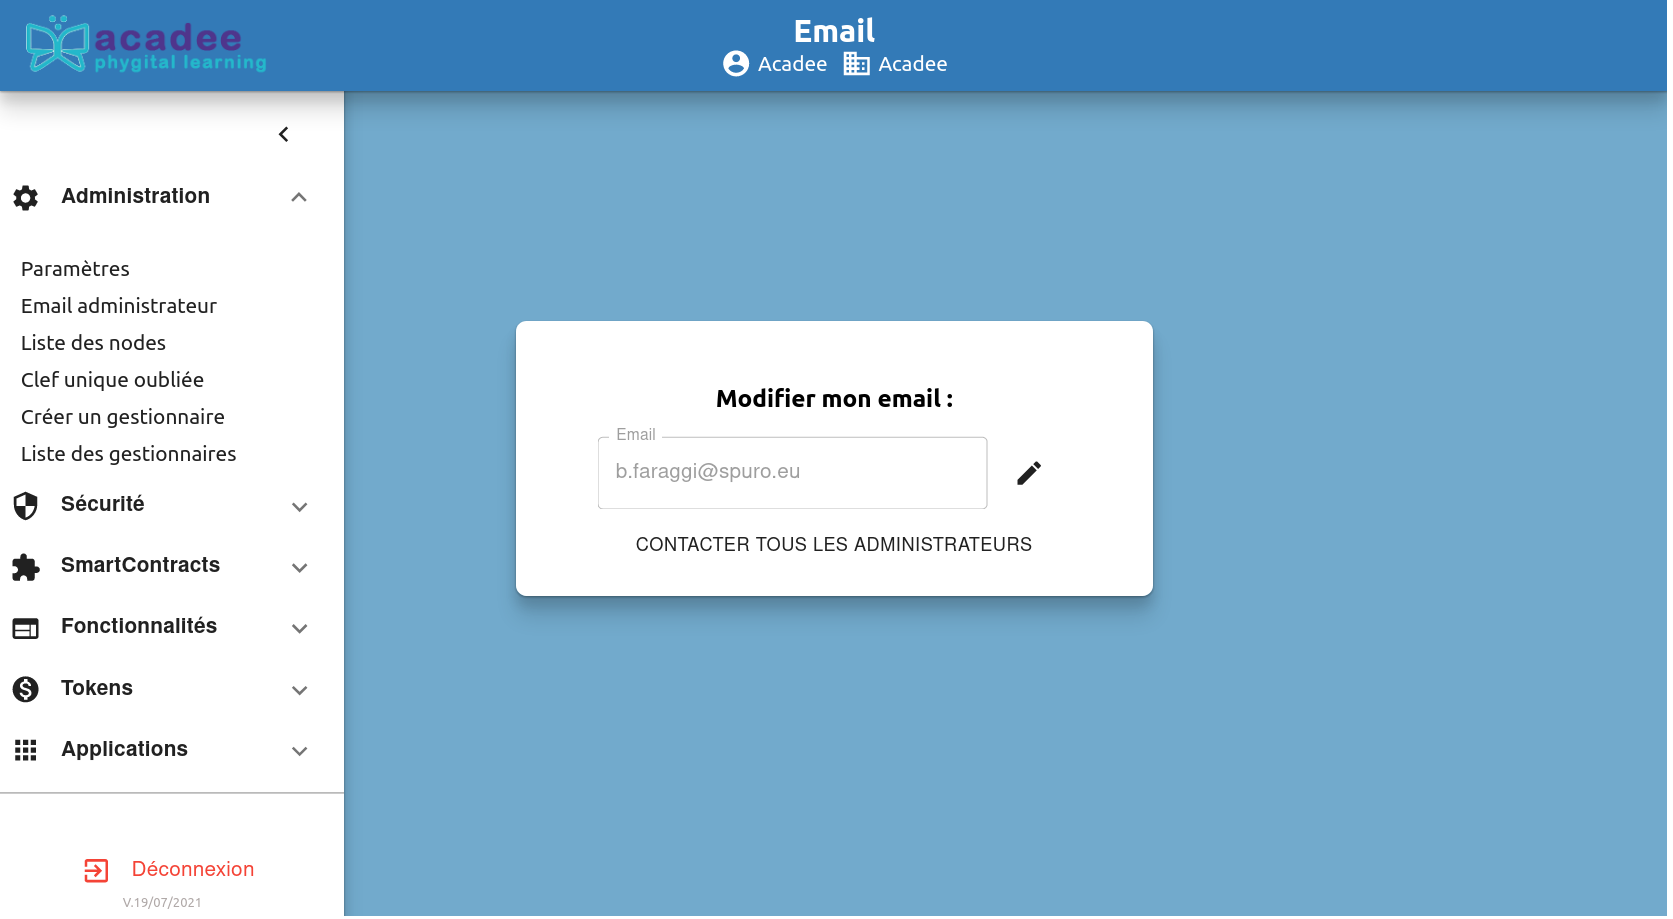 acadee
phygital learning
Email
Acadee Acadee
Administration
Paramètres
Email administrateur
Liste des nodes
Clef unique oubliée
Créer un gestionnaire
Liste des gestionnaires
Sécurité
SmartContracts
Fonctionnalités
Tokens
Applications
Déconnexion
V.19/07/2021
Modifier mon email :
Email
b.faraggi@spuro.eu
CONTACTER TOUS LES ADMINISTRATEURS